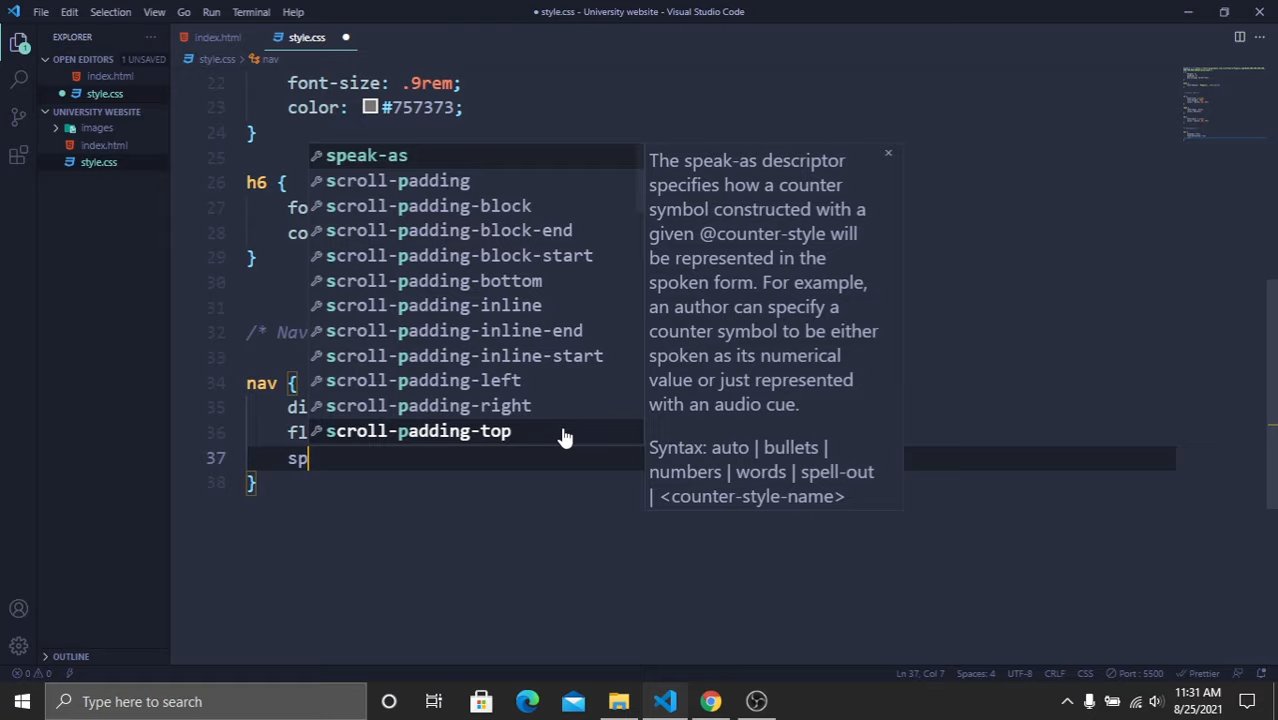 File Edit Selection View Go Run Terminal Help
● style.css - University website - Visual Studio Code
EXPLORER
index.html
style.css
OPEN EDITORS 1 UNSAVED
index.html
style.css
UNIVERSITY WEBSITE
images
index.html
style.css
OUTLINE
style.css > nav
22 font-size: .9rem;
23 color: #757373;
24 }
25
26 h6 {
27 fo
28 co
29 }
30
31
32 /* Nav
33
34 nav {
35 di
36 fl
37 sp
38 }
speak-as
scroll-padding
scroll-padding-block
scroll-padding-block-end
scroll-padding-block-start
scroll-padding-bottom
scroll-padding-inline
scroll-padding-inline-end
scroll-padding-inline-start
scroll-padding-left
scroll-padding-right
scroll-padding-top
The speak-as descriptor
specifies how a counter
symbol constructed with a
given @counter-style will
be represented in the
spoken form. For example,
an author can specify a
counter symbol to be either
spoken as its numerical
value or just represented
with an audio cue.
Syntax: auto | bullets |
numbers | words | spell-out
| <counter-style-name>
0 0
Ln 37, Col 7 Spaces: 4 UTF-8 CRLF CSS Port : 5500 Prettier
Type here to search
11:31 AM
8/25/2021
1